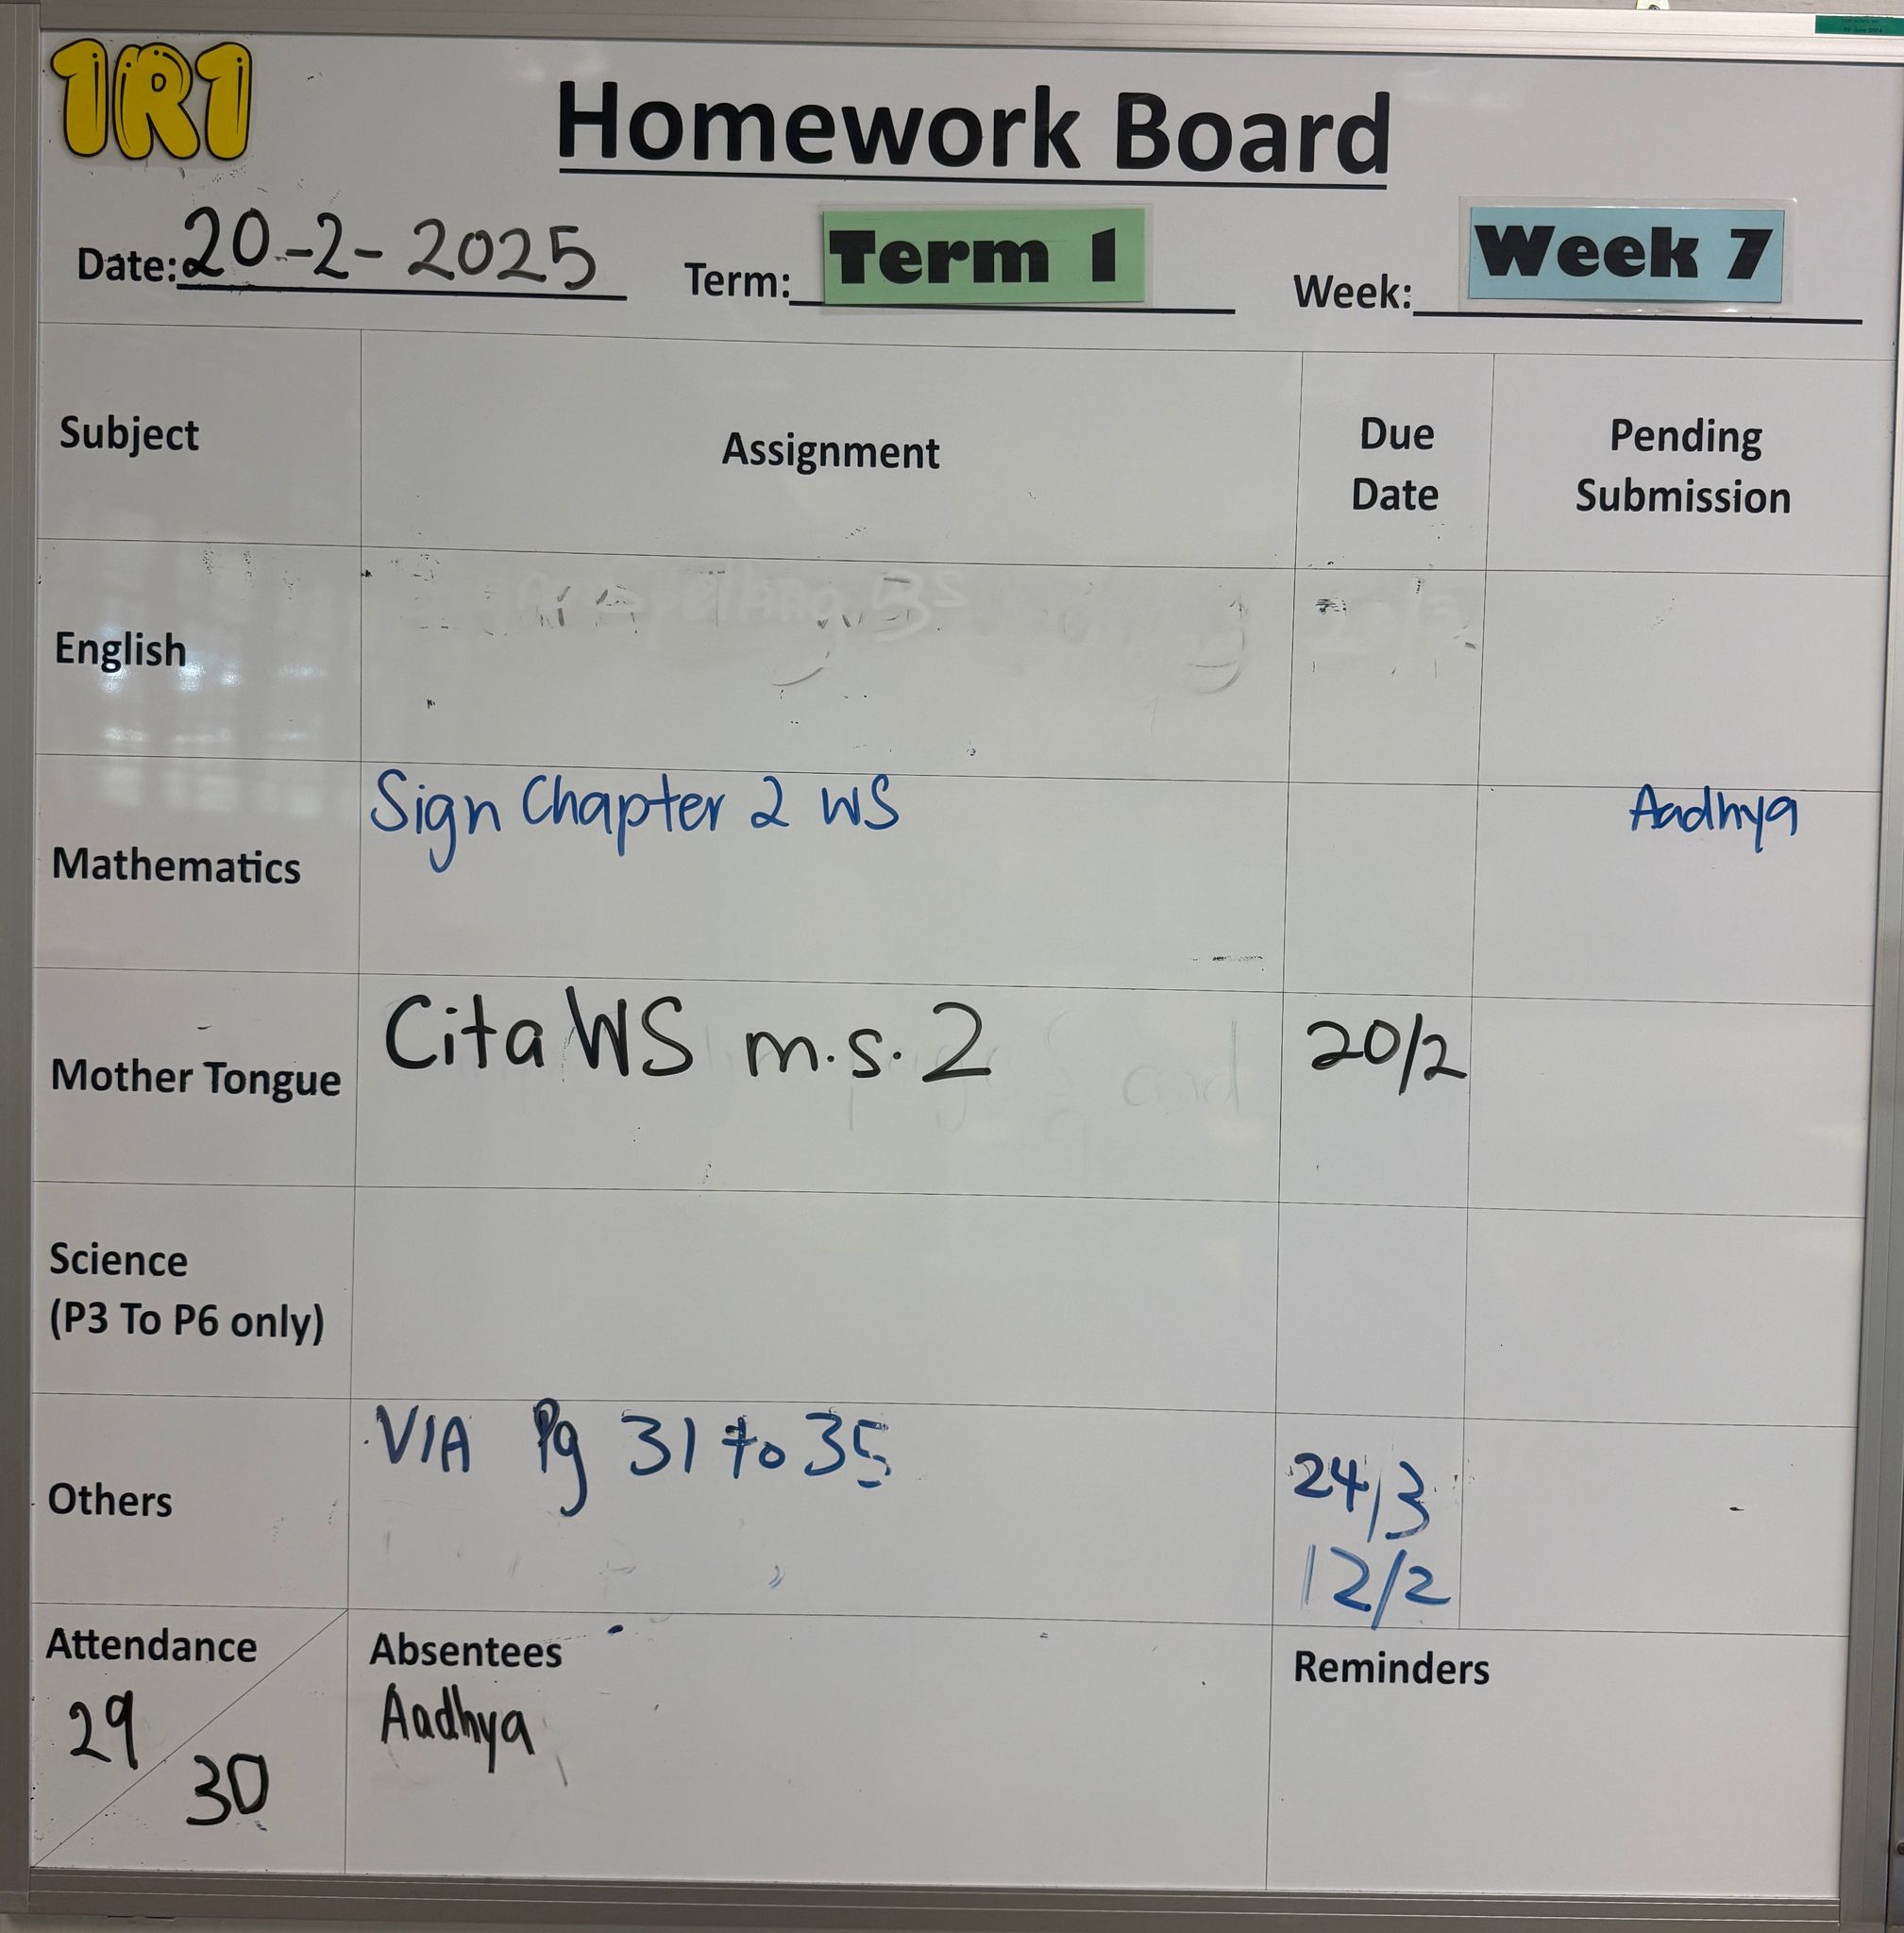 1R1
Homework Board
Date: 20-2-2025 Term: Term 1 Week: Week 7
Subject Assignment Due Date Pending Submission
English
Mathematics Sign Chapter 2 WS Aadhya
Mother Tongue Cita WS m.s. 2 20/2
Science
(P3 To P6 only)
Others VIA Pg 31 to 35 24/3
12/2
Attendance 29 30
Absentees
Aadhya
Reminders